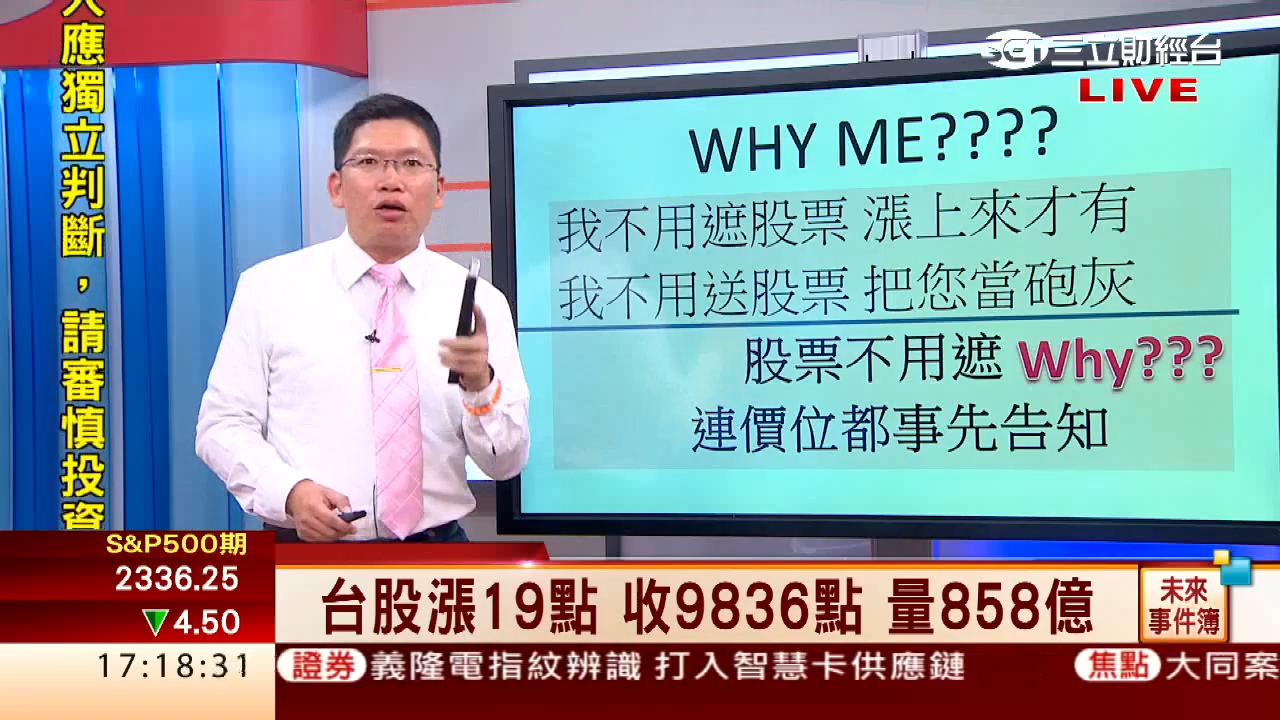 人應獨立判斷，請審慎投資
三立財經台
LIVE
WHY ME????
我不用遮股票 漲上來才有
我不用送股票 把您當砲灰
股票不用遮 Why???
連價位都事先告知
S&P500期
2336.25
▼4.50
17:18:31
台股漲19點 收9836點 量858億
未來
事件簿
證券 義隆電指紋辨識 打入智慧卡供應鏈
焦點 大同案